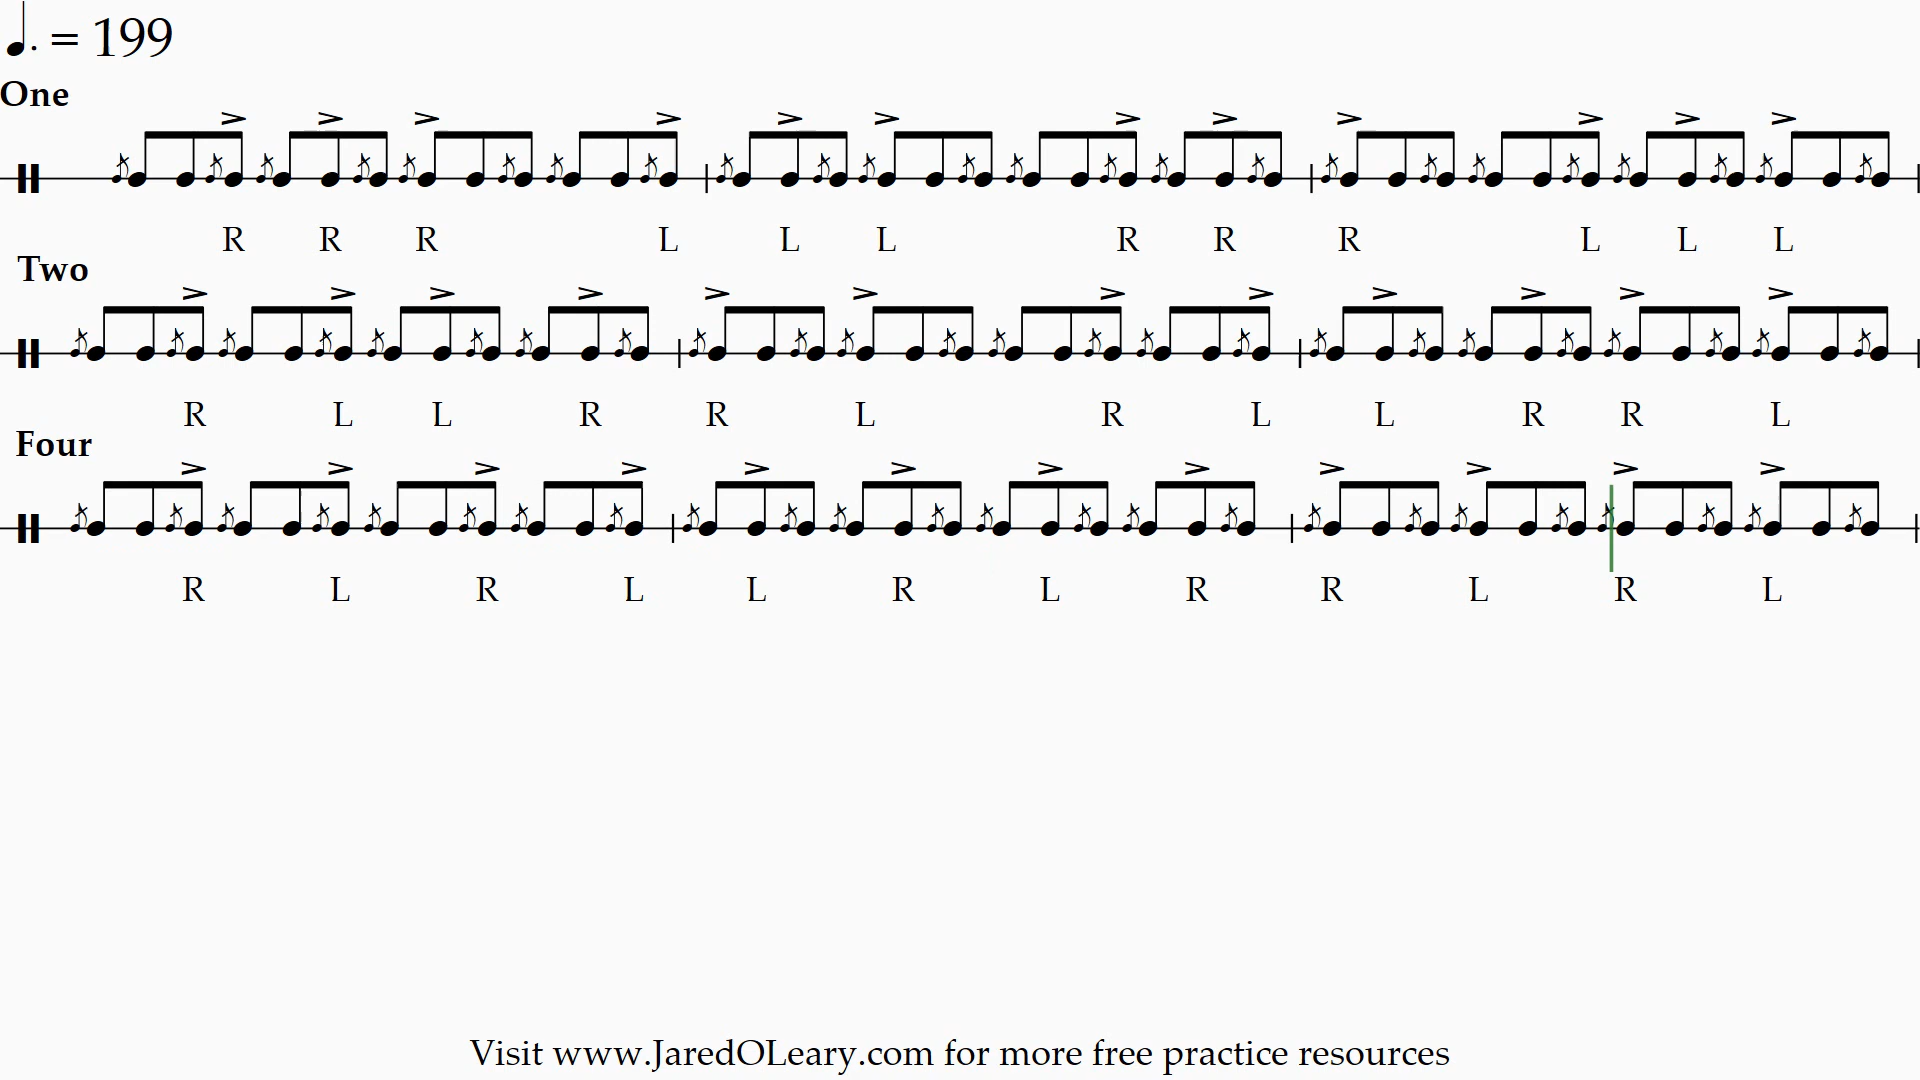 ♩. = 199
One
R R R L L L R R R L L L
Two
R L L R R L R L L R R L
Four
R L R L L R L R R L R L
Visit www.JaredOLeary.com for more free practice resources